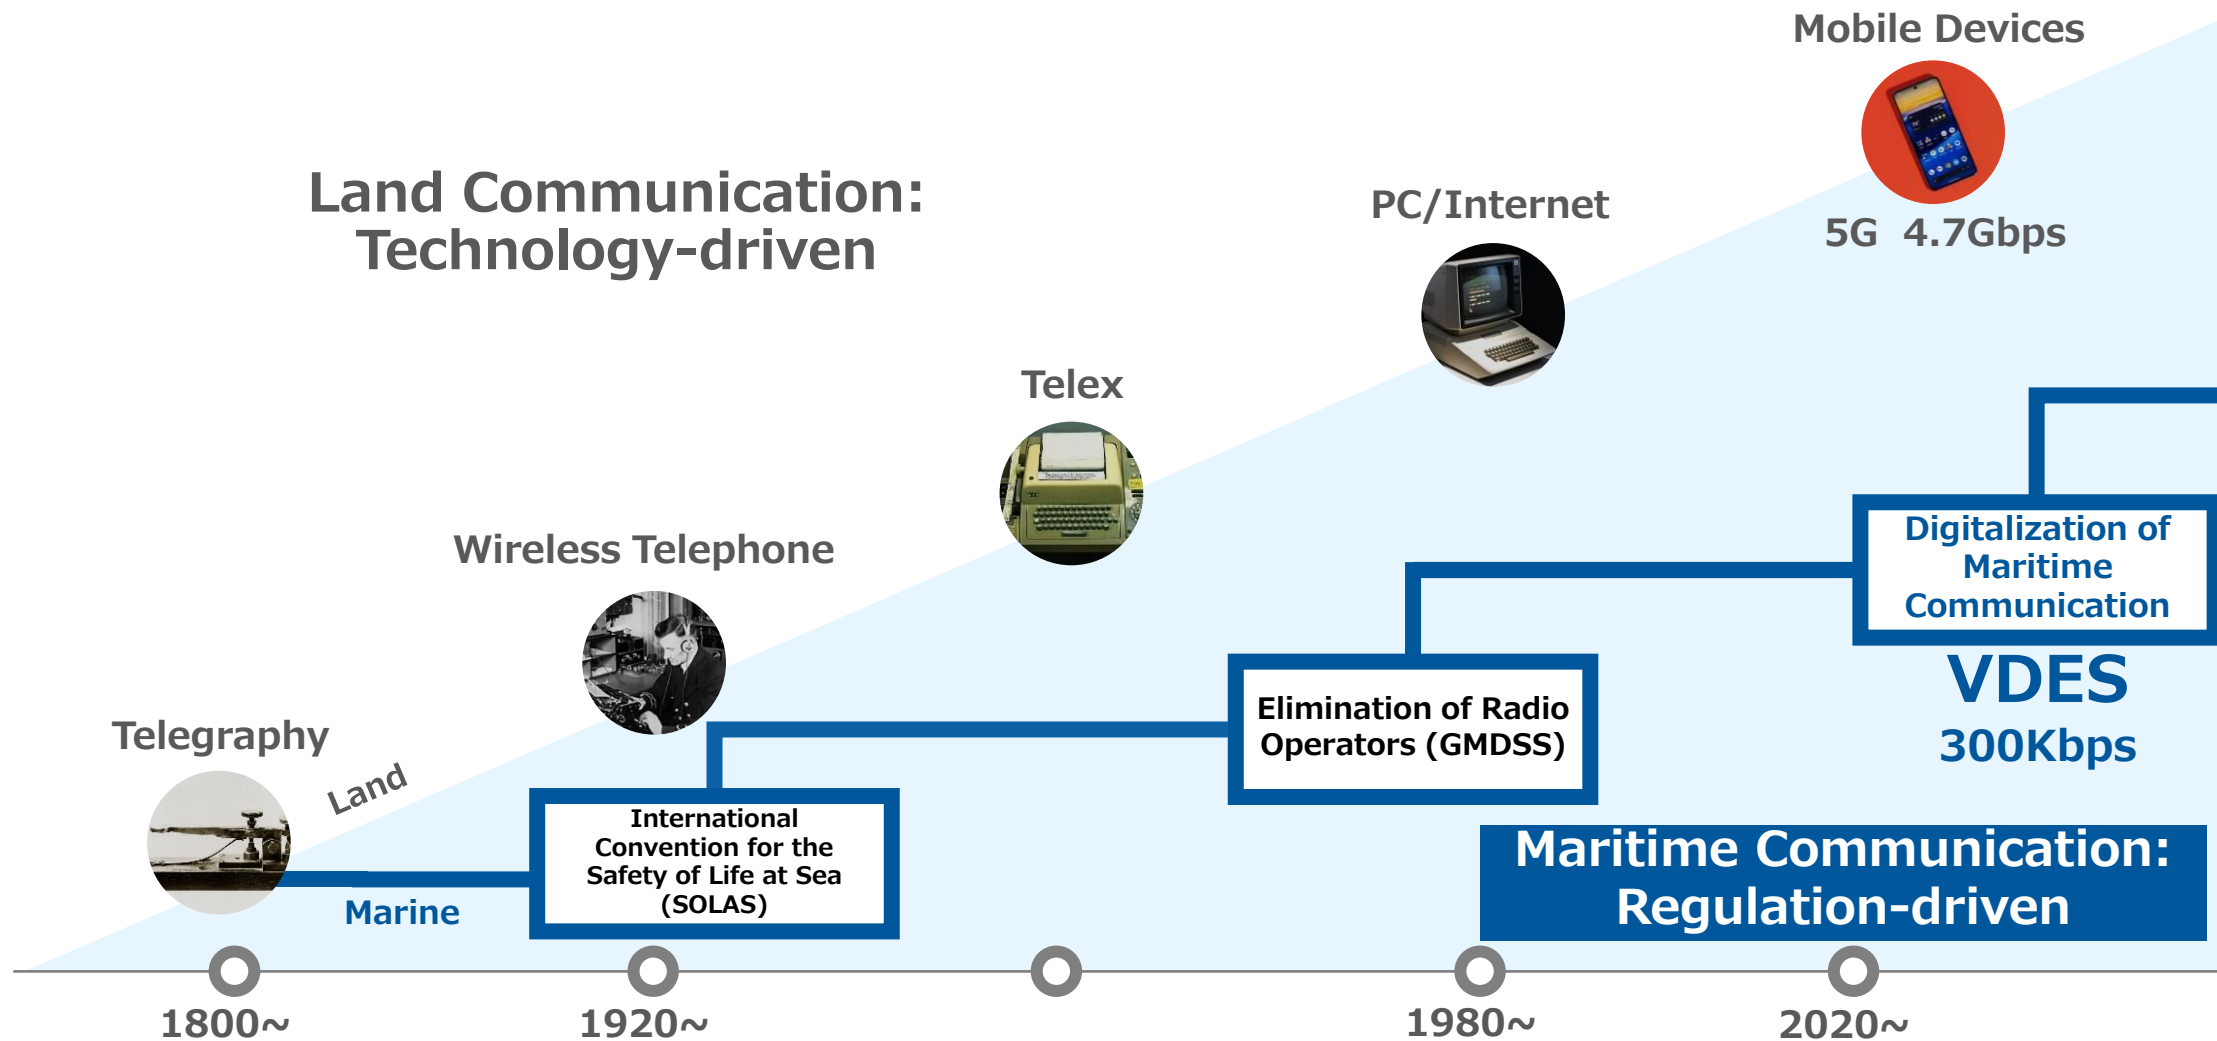 Mobile Devices
5G 4.7Gbps
Land Communication:
Technology-driven
PC/Internet
Telex
Wireless Telephone
Telegraphy
Land
Marine
International
Convention for the
Safety of Life at Sea
(SOLAS)
Elimination of Radio
Operators (GMDSS)
Digitalization of
Maritime
Communication
VDES
300Kbps
Maritime Communication:
Regulation-driven
1800~
1920~
1980~
2020~